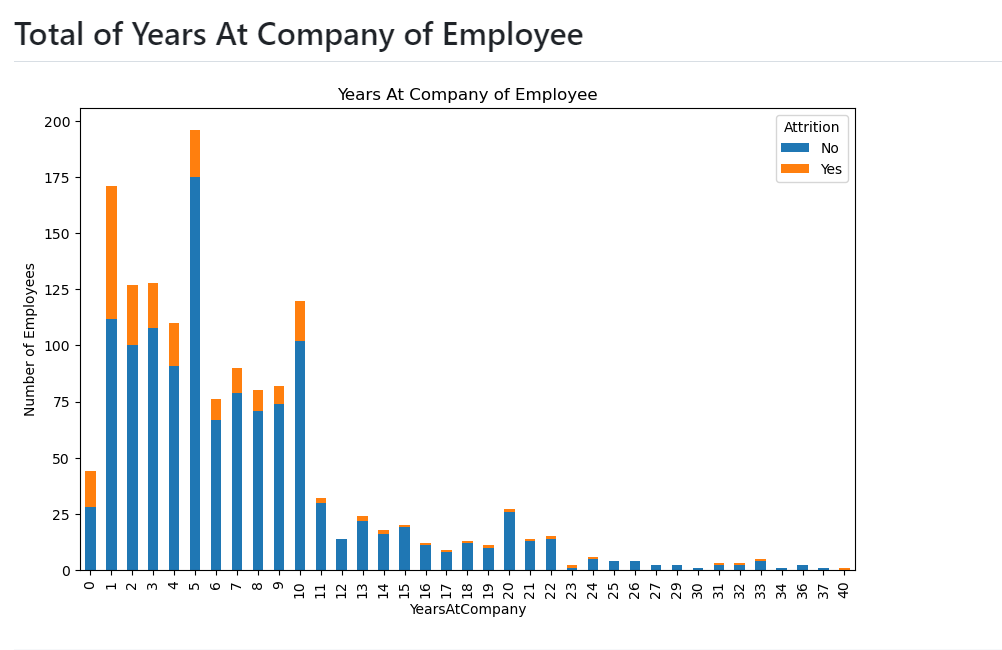 Total of Years At Company of Employee
Years At Company of Employee
Attrition
No
Yes
200
175
150
125
100
75
50
25
0
Number of Employees
0 1 2 3 4 5 6 7 8 9 10 11 12 13 14 15 16 17 18 19 20 21 22 23 24 25 26 27 29 30 31 32 33 34 36 37 40
YearsAtCompany